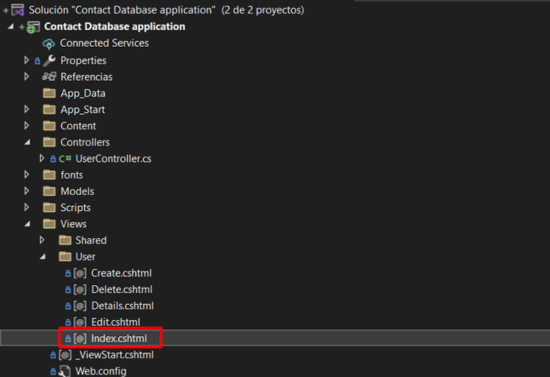 Solución "Contact Database application" (2 de 2 proyectos)
Contact Database application
Connected Services
Properties
Referencias
App_Data
App_Start
Content
Controllers
C# UserController.cs
fonts
Models
Scripts
Views
Shared
User
[@] Create.cshtml
[@] Delete.cshtml
[@] Details.cshtml
[@] Edit.cshtml
[@] Index.cshtml
[@] _ViewStart.cshtml
Web.config